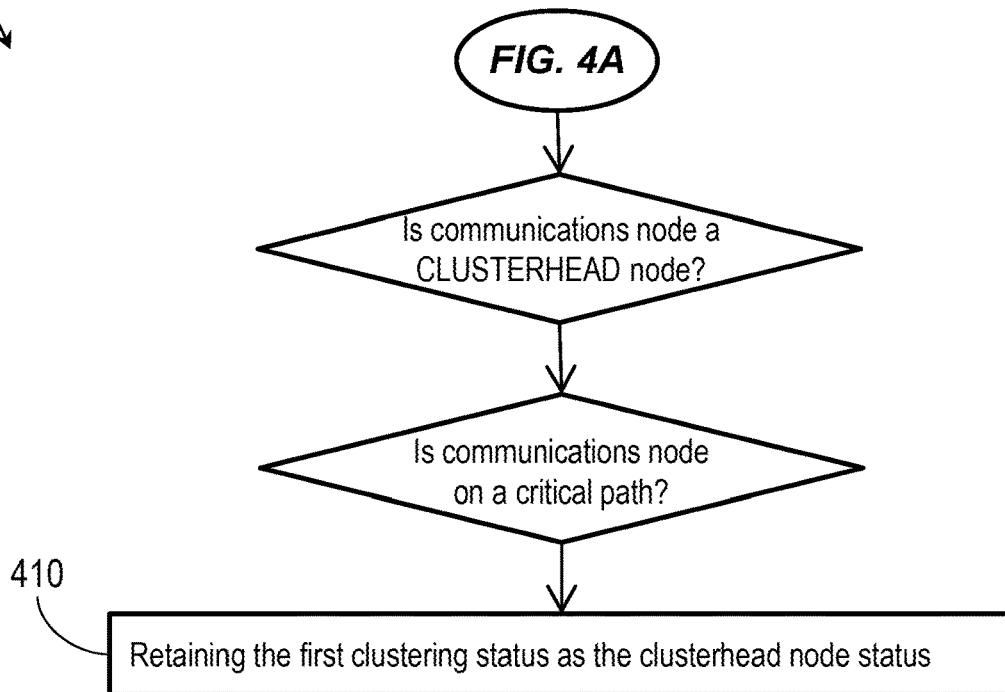 FIG. 4A
Is communications node a
CLUSTERHEAD node?
Is communications node
on a critical path?
410
Retaining the first clustering status as the clusterhead node status